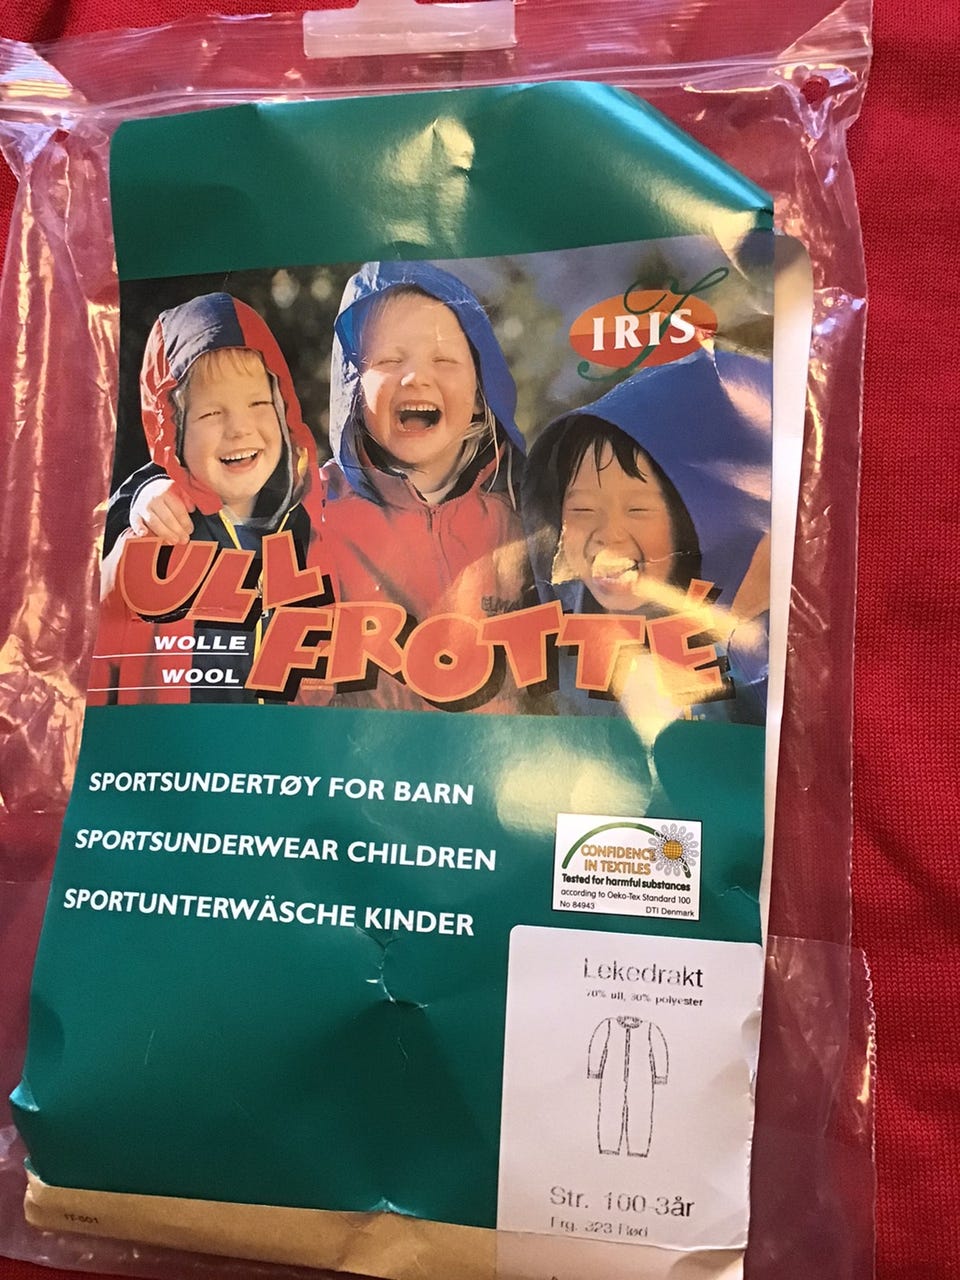 IRIS
ULL
FROTTÉ
WOLLE
WOOL
SPORTSUNDERTØY FOR BARN
SPORTSUNDERWEAR CHILDREN
SPORTUNTERWÄSCHE KINDER
CONFIDENCE
IN TEXTILES
Tested for harmful substances
according to Oeko-Tex Standard 100
No 84943 DTI Denmark
Lekedrakt
70% ull, 30% polyester
Str. 100-3år
Frg. 323 Rød